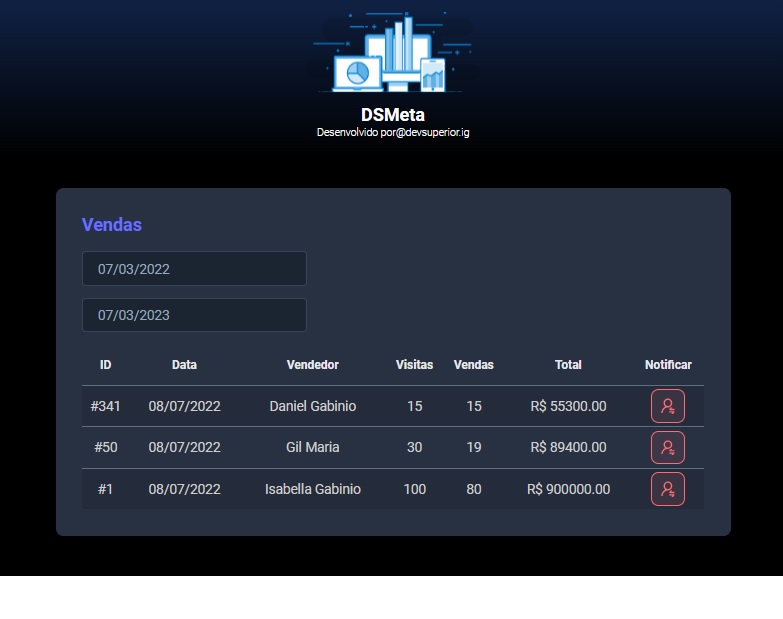 DSMeta
Desenvolvido por@devsuperior.ig
Vendas
07/03/2022
07/03/2023
ID Data Vendedor Visitas Vendas Total Notificar
#341 08/07/2022 Daniel Gabinio 15 15 R$ 55300.00
#50 08/07/2022 Gil Maria 30 19 R$ 89400.00
#1 08/07/2022 Isabella Gabinio 100 80 R$ 900000.00